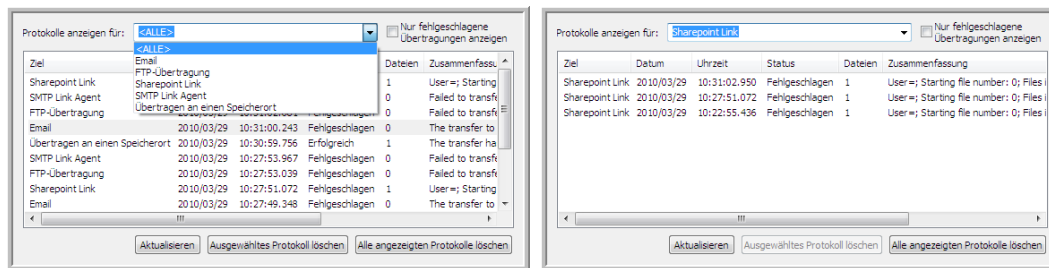 Protokolle anzeigen für: <ALLE> Nur fehlgeschlagene Übertragungen anzeigen
<ALLE>
Email
FTP-Übertragung
Sharepoint Link
SMTP Link Agent
Übertragen an einen Speicherort
Ziel Dateien Zusammenfassu
Sharepoint Link 1 User=; Starting
SMTP Link Agent 0 Failed to transfe
FTP-Übertragung 2010/03/29 Fehlgeschlagen 0 Failed to transfe
Email 2010/03/29 10:31:00.243 Fehlgeschlagen 0 The transfer to
Übertragen an einen Speicherort 2010/03/29 10:30:59.756 Erfolgreich 1 The transfer ha
SMTP Link Agent 2010/03/29 10:27:53.967 Fehlgeschlagen 0 Failed to transfe
FTP-Übertragung 2010/03/29 10:27:53.039 Fehlgeschlagen 0 Failed to transfe
Sharepoint Link 2010/03/29 10:27:51.072 Fehlgeschlagen 1 User=; Starting
Email 2010/03/29 10:27:49.348 Fehlgeschlagen 0 The transfer to
Aktualisieren Ausgewähltes Protokoll löschen Alle angezeigten Protokolle löschen
Protokolle anzeigen für: Sharepoint Link Nur fehlgeschlagene Übertragungen anzeigen
Ziel Datum Uhrzeit Status Dateien Zusammenfassung
Sharepoint Link 2010/03/29 10:31:02.950 Fehlgeschlagen 1 User=; Starting file number: 0; Files i
Sharepoint Link 2010/03/29 10:27:51.072 Fehlgeschlagen 1 User=; Starting file number: 0; Files i
Sharepoint Link 2010/03/29 10:22:55.436 Fehlgeschlagen 1 User=; Starting file number: 0; Files i
Aktualisieren Ausgewähltes Protokoll löschen Alle angezeigten Protokolle löschen